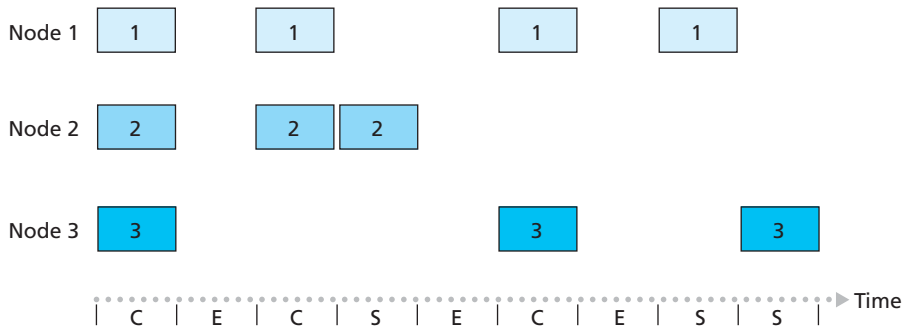 Node 1 1 1 1 1
Node 2 2 2 2
Node 3 3 3 3
Time
C E C S E C E S S